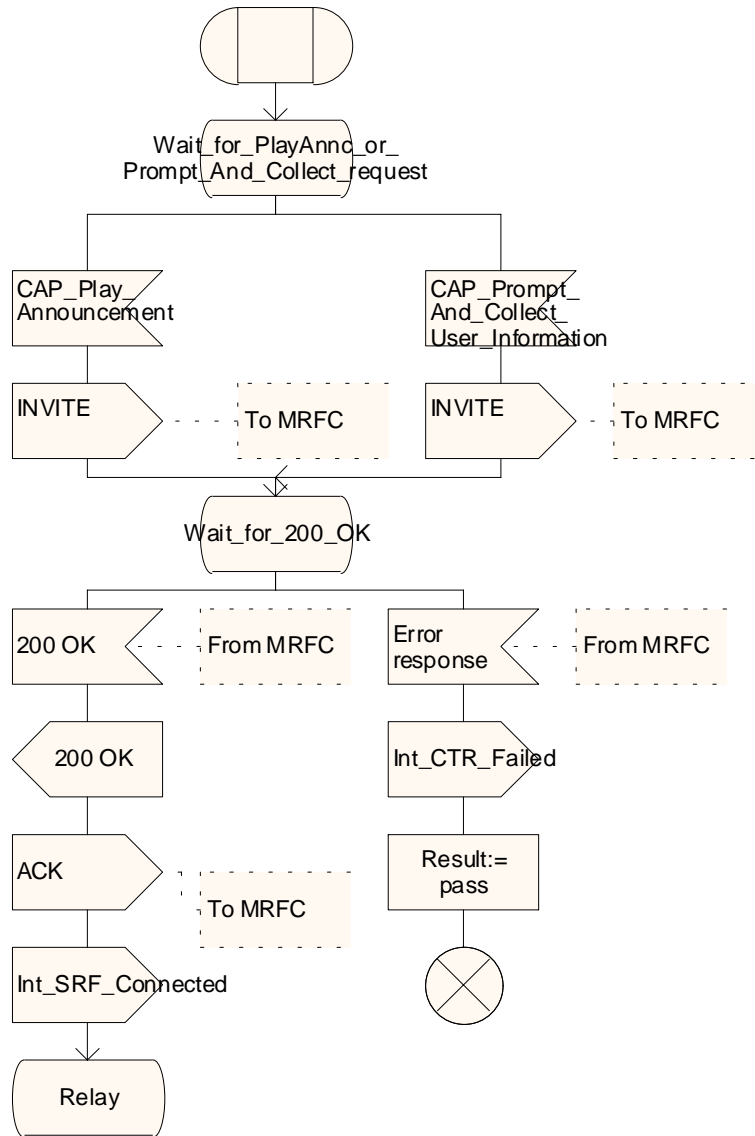 Wait_for_PlayAnnc_or_
Prompt_And_Collect_request
CAP_Play_
Announcement
CAP_Prompt_
And_Collect_
User_Information
INVITE
To MRFC
INVITE
To MRFC
Wait_for_200_OK
200 OK
From MRFC
Error
response
From MRFC
200 OK
Int_CTR_Failed
ACK
To MRFC
Result:=
pass
Int_SRF_Connected
Relay